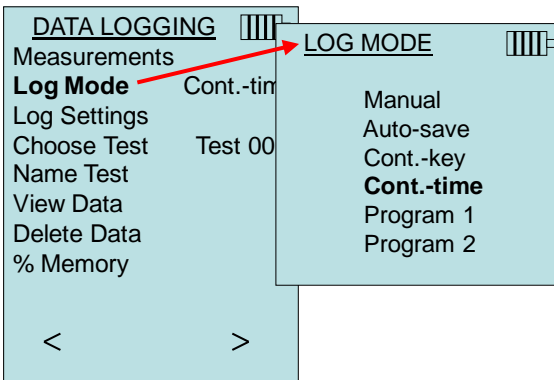 DATA LOGGING
Measurements
Log Mode Cont.-tim
Log Settings
Choose Test Test 00
Name Test
View Data
Delete Data
% Memory
< >
LOG MODE
Manual
Auto-save
Cont.-key
Cont.-time
Program 1
Program 2